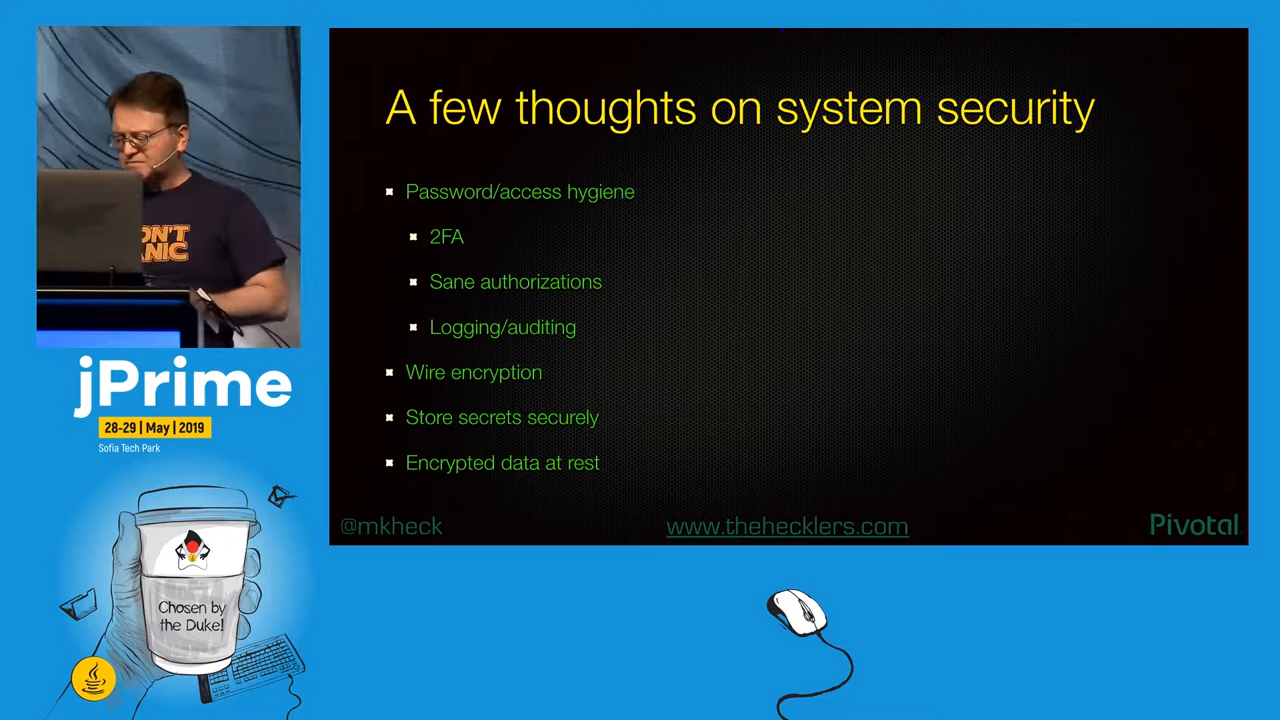 A few thoughts on system security
Password/access hygiene
2FA
Sane authorizations
Logging/auditing
Wire encryption
Store secrets securely
Encrypted data at rest
@mkheck
www.thehecklers.com
Pivotal
ON'T
ANIC
jPrime
28-29 | May | 2019
Sofia Tech Park
Chosen by
the Duke!